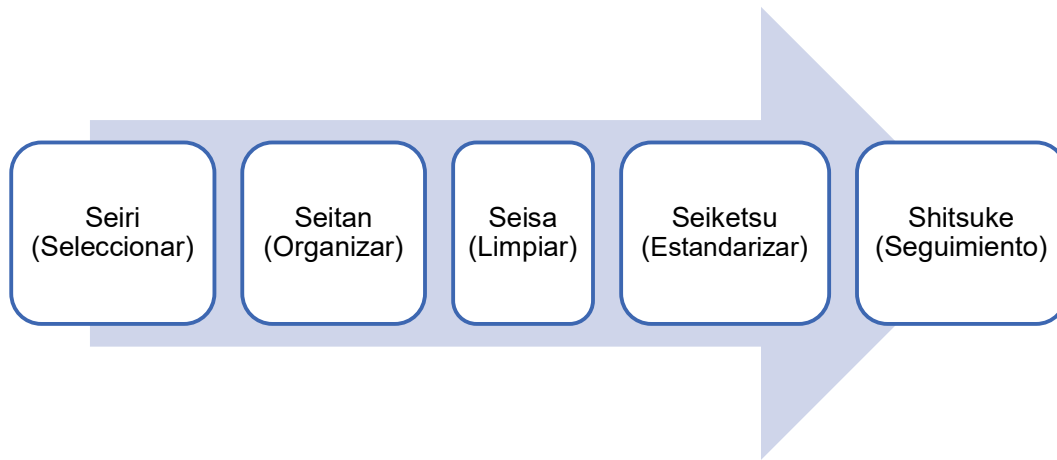 Seiri
(Seleccionar)
Seitan
(Organizar)
Seisa
(Limpiar)
Seiketsu
(Estandarizar)
Shitsuke
(Seguimiento)